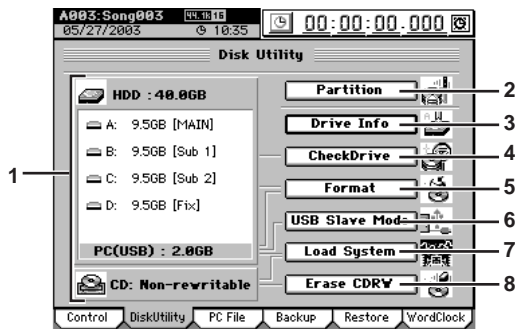 A003:Song003 44.1k 16
05/27/2003 10:35 00:00:00.000
Disk Utility
HDD :40.0GB
Partition 2
A: 9.5GB [MAIN]
Drive Info 3
B: 9.5GB [Sub 1]
CheckDrive 4
1
C: 9.5GB [Sub 2]
Format 5
D: 9.5GB [Fix]
USB Slave Mode 6
PC(USB) : 2.0GB
Load System 7
CD: Non-rewritable
Erase CDRW 8
Control DiskUtility PC File Backup Restore WordClock